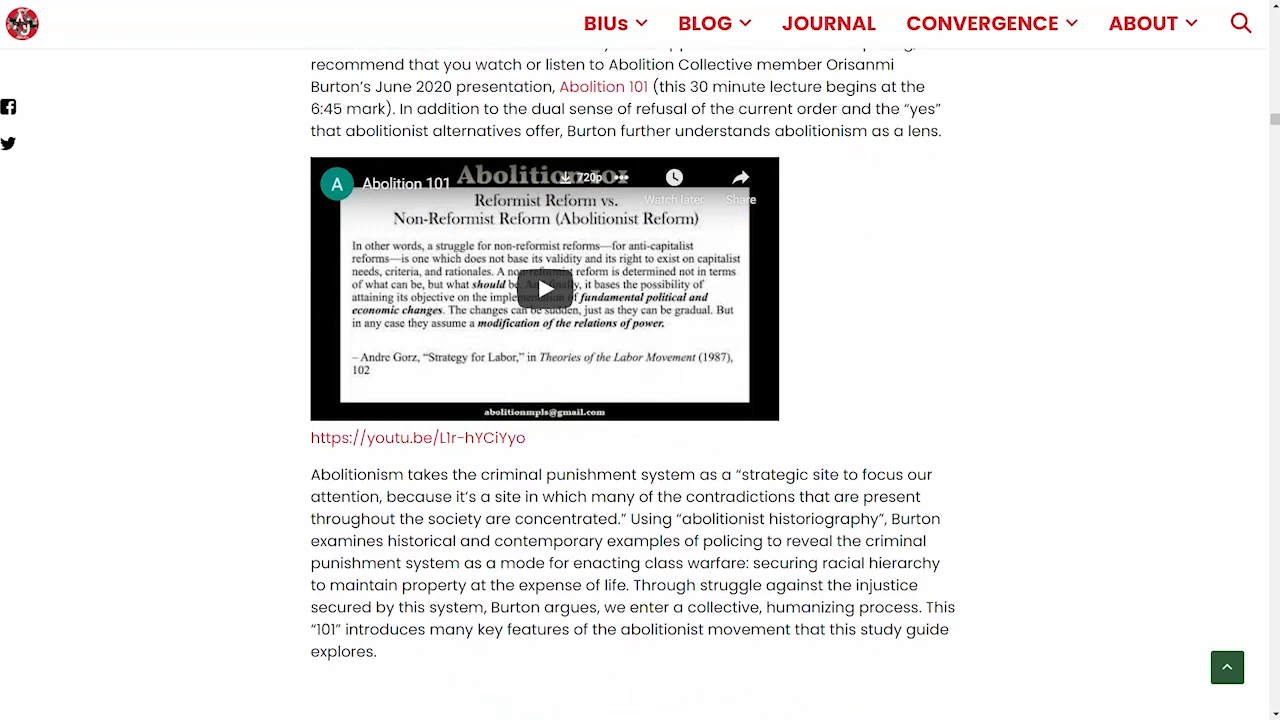 BIUs BLOG JOURNAL CONVERGENCE ABOUT
recommend that you watch or listen to Abolition Collective member Orisanmi
Burton’s June 2020 presentation, Abolition 101 (this 30 minute lecture begins at the
6:45 mark). In addition to the dual sense of refusal of the current order and the “yes”
that abolitionist alternatives offer, Burton further understands abolitionism as a lens.
A Abolition 101 720p
Watch later Share
Reformist Reform vs.
Non-Reformist Reform (Abolitionist Reform)
In other words, a struggle for non-reformist reforms—for anti-capitalist
reforms—is one which does not base its validity and its right to exist on capitalist
needs, criteria, and rationales. A non-reformist reform is determined not in terms
of what can be, but what should be. And finally, it bases the possibility of
attaining its objective on the implementation of fundamental political and
economic changes. The changes can be sudden, just as they can be gradual. But
in any case they assume a modification of the relations of power.
– Andre Gorz, “Strategy for Labor,” in Theories of the Labor Movement (1987),
102
abolitionmpls@gmail.com
https://youtu.be/L1r-hYCiYyo
Abolitionism takes the criminal punishment system as a “strategic site to focus our
attention, because it’s a site in which many of the contradictions that are present
throughout the society are concentrated.” Using “abolitionist historiography”, Burton
examines historical and contemporary examples of policing to reveal the criminal
punishment system as a mode for enacting class warfare: securing racial hierarchy
to maintain property at the expense of life. Through struggle against the injustice
secured by this system, Burton argues, we enter a collective, humanizing process. This
“101” introduces many key features of the abolitionist movement that this study guide
explores.